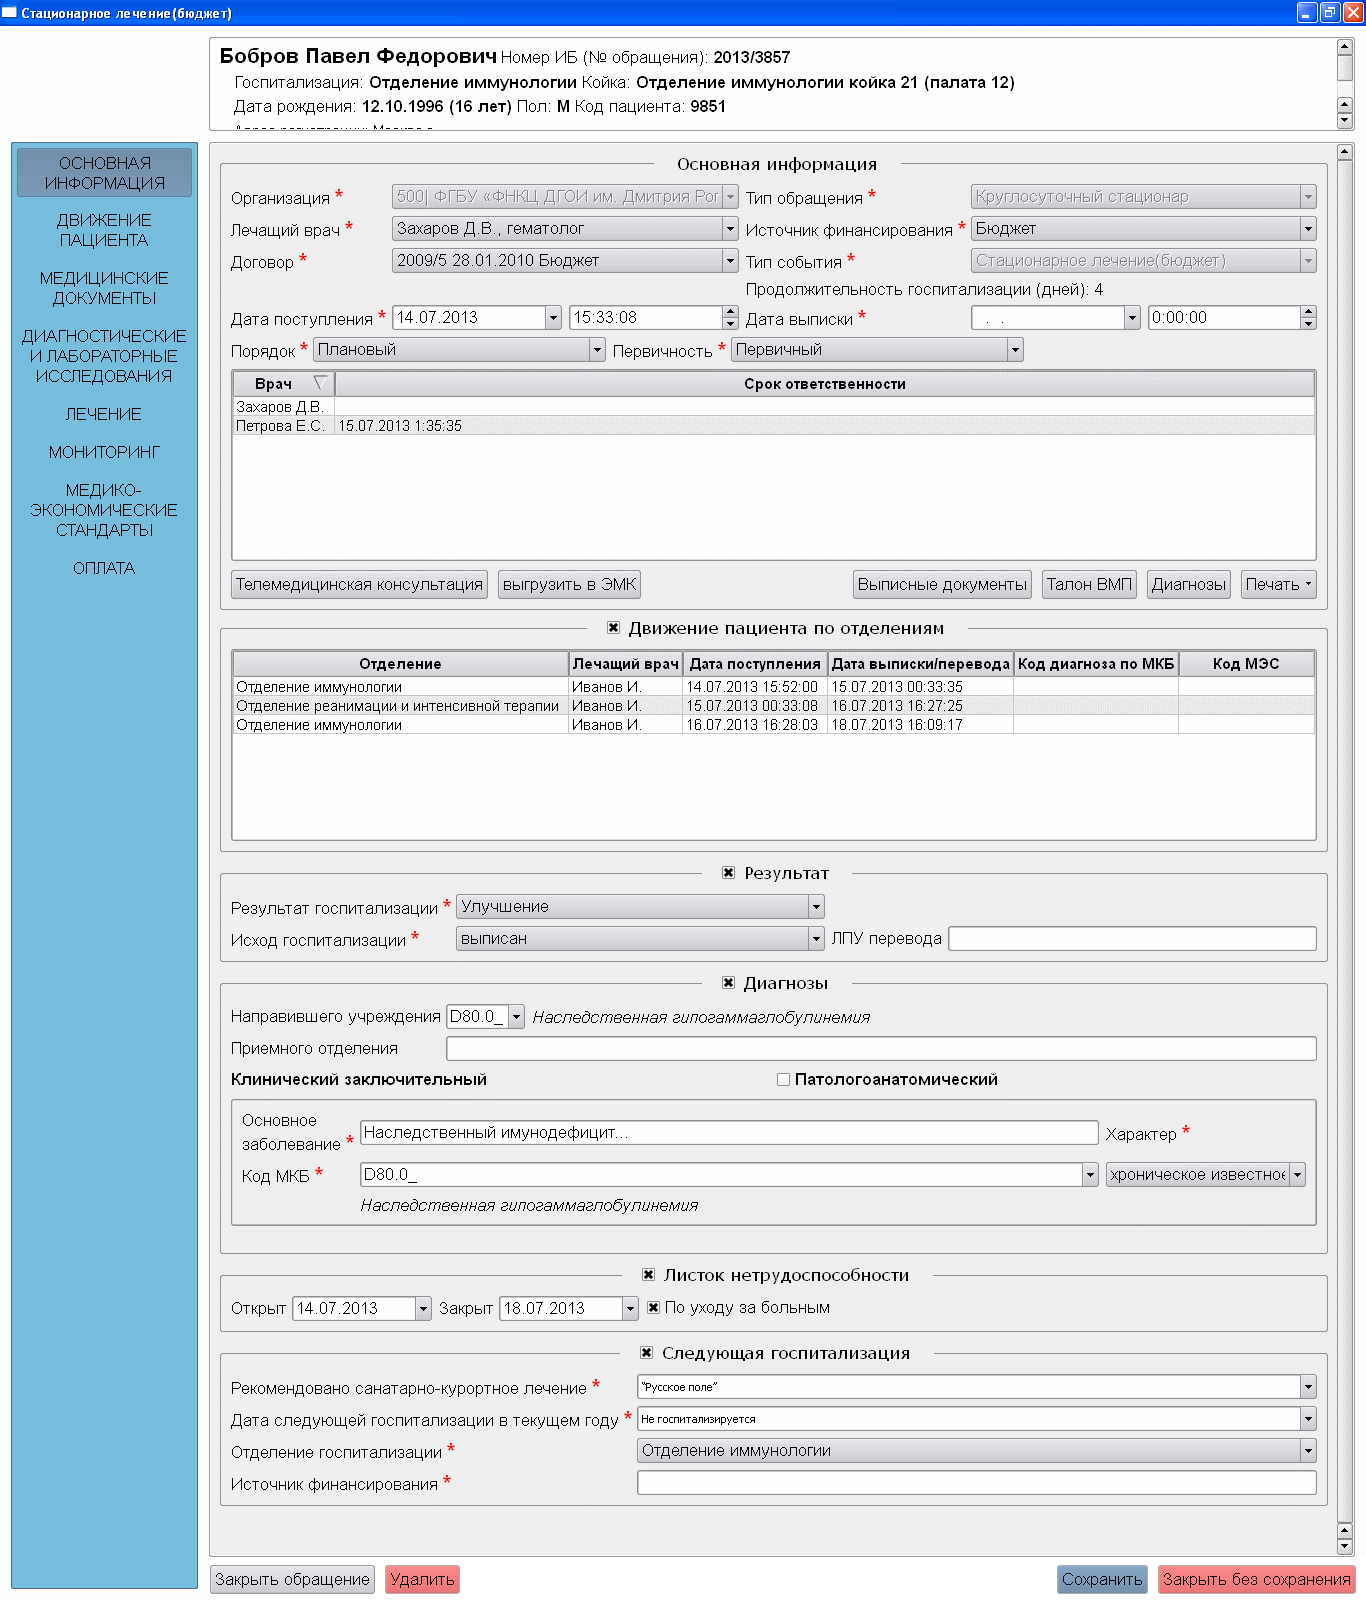 Стационарное лечение(бюджет)
Бобров Павел Федорович Номер ИБ (№ обращения): 2013/3857
Госпитализация: Отделение иммунологии Койка: Отделение иммунологии койка 21 (палата 12)
Дата рождения: 12.10.1996 (16 лет) Пол: М Код пациента: 9851
ОСНОВНАЯ
ИНФОРМАЦИЯ
ДВИЖЕНИЕ
ПАЦИЕНТА
МЕДИЦИНСКИЕ
ДОКУМЕНТЫ
ДИАГНОСТИЧЕСКИЕ
И ЛАБОРАТОРНЫЕ
ИССЛЕДОВАНИЯ
ЛЕЧЕНИЕ
МОНИТОРИНГ
МЕДИКО-
ЭКОНОМИЧЕСКИЕ
СТАНДАРТЫ
ОПЛАТА
Основная информация
Организация * 500| ФГБУ «ФНКЦ ДГОИ им. Дмитрия Рог Тип обращения * Круглосуточный стационар
Лечащий врач * Захаров Д.В., гематолог Источник финансирования * Бюджет
Договор * 2009/5 28.01.2010 Бюджет Тип события * Стационарное лечение(бюджет)
Продолжительность госпитализации (дней): 4
Дата поступления * 14.07.2013 15:33:08 Дата выписки * . . 0:00:00
Порядок * Плановый Первичность * Первичный
Врач Срок ответственности
Захаров Д.В.
Петрова Е.С. 15.07.2013 1:35:35
Телемедицинская консультация выгрузить в ЭМК Выписные документы Талон ВМП Диагнозы Печать
Движение пациента по отделениям
Отделение Лечащий врач Дата поступления Дата выписки/перевода Код диагноза по МКБ Код МЭС
Отделение иммунологии Иванов И. 14.07.2013 15:52:00 15.07.2013 00:33:35
Отделение реанимации и интенсивной терапии Иванов И. 15.07.2013 00:33:08 16.07.2013 16:27:25
Отделение иммунологии Иванов И. 16.07.2013 16:28:03 18.07.2013 16:09:17
Результат
Результат госпитализации * Улучшение
Исход госпитализации * выписан ЛПУ перевода
Диагнозы
Направившего учреждения D80.0_ Наследственная гипогаммаглобулинемия
Приемного отделения
Клинический заключительный Патологоанатомический
Основное
заболевание * Наследственный имунодефицит... Характер *
Код МКБ * D80.0_ хроническое известное
Наследственная гипогаммаглобулинемия
Листок нетрудоспособности
Открыт 14.07.2013 Закрыт 18.07.2013 По уходу за больным
Следующая госпитализация
Рекомендовано санатарно-курортное лечение * "Русское поле"
Дата следующей госпитализации в текущем году * Не госпитализируется
Отделение госпитализации * Отделение иммунологии
Источник финансирования *
Закрыть обращение Удалить Сохранить Закрыть без сохранения